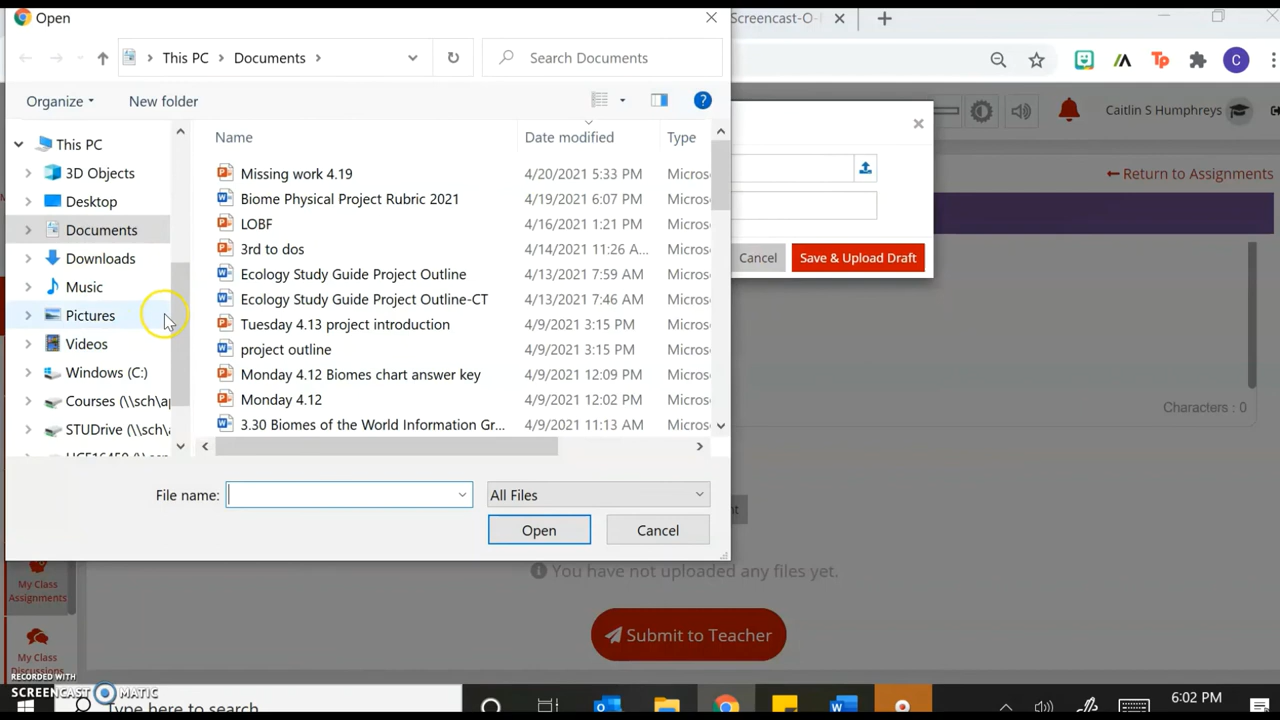 Open
Screencast-O-
This PC
Documents
Search Documents
Organize
New folder
Caitlin S Humphreys
This PC
3D Objects
Desktop
Documents
Downloads
Music
Pictures
Videos
Windows (C:)
Courses (\\sch\a
STUDrive (\\sch\a
Name Date modified Type
Missing work 4.19 4/20/2021 5:33 PM Micros
Biome Physical Project Rubric 2021 4/19/2021 6:07 PM Micros
LOBF 4/16/2021 1:21 PM Micros
3rd to dos 4/14/2021 11:26 A... Micros
Ecology Study Guide Project Outline 4/13/2021 7:59 AM Micros
Ecology Study Guide Project Outline-CT 4/13/2021 7:46 AM Micros
Tuesday 4.13 project introduction 4/9/2021 3:15 PM Micros
project outline 4/9/2021 3:15 PM Micros
Monday 4.12 Biomes chart answer key 4/9/2021 12:09 PM Micros
Monday 4.12 4/9/2021 12:02 PM Micros
3.30 Biomes of the World Information Gr... 4/9/2021 11:13 AM Micros
Return to Assignments
Cancel
Save & Upload Draft
Characters : 0
File name:
All Files
Open
Cancel
You have not uploaded any files yet.
Submit to Teacher
My Class
Assignments
My Class
Discussions
RECORDED WITH
SCREENCAST MATIC
Type here to search
6:02 PM